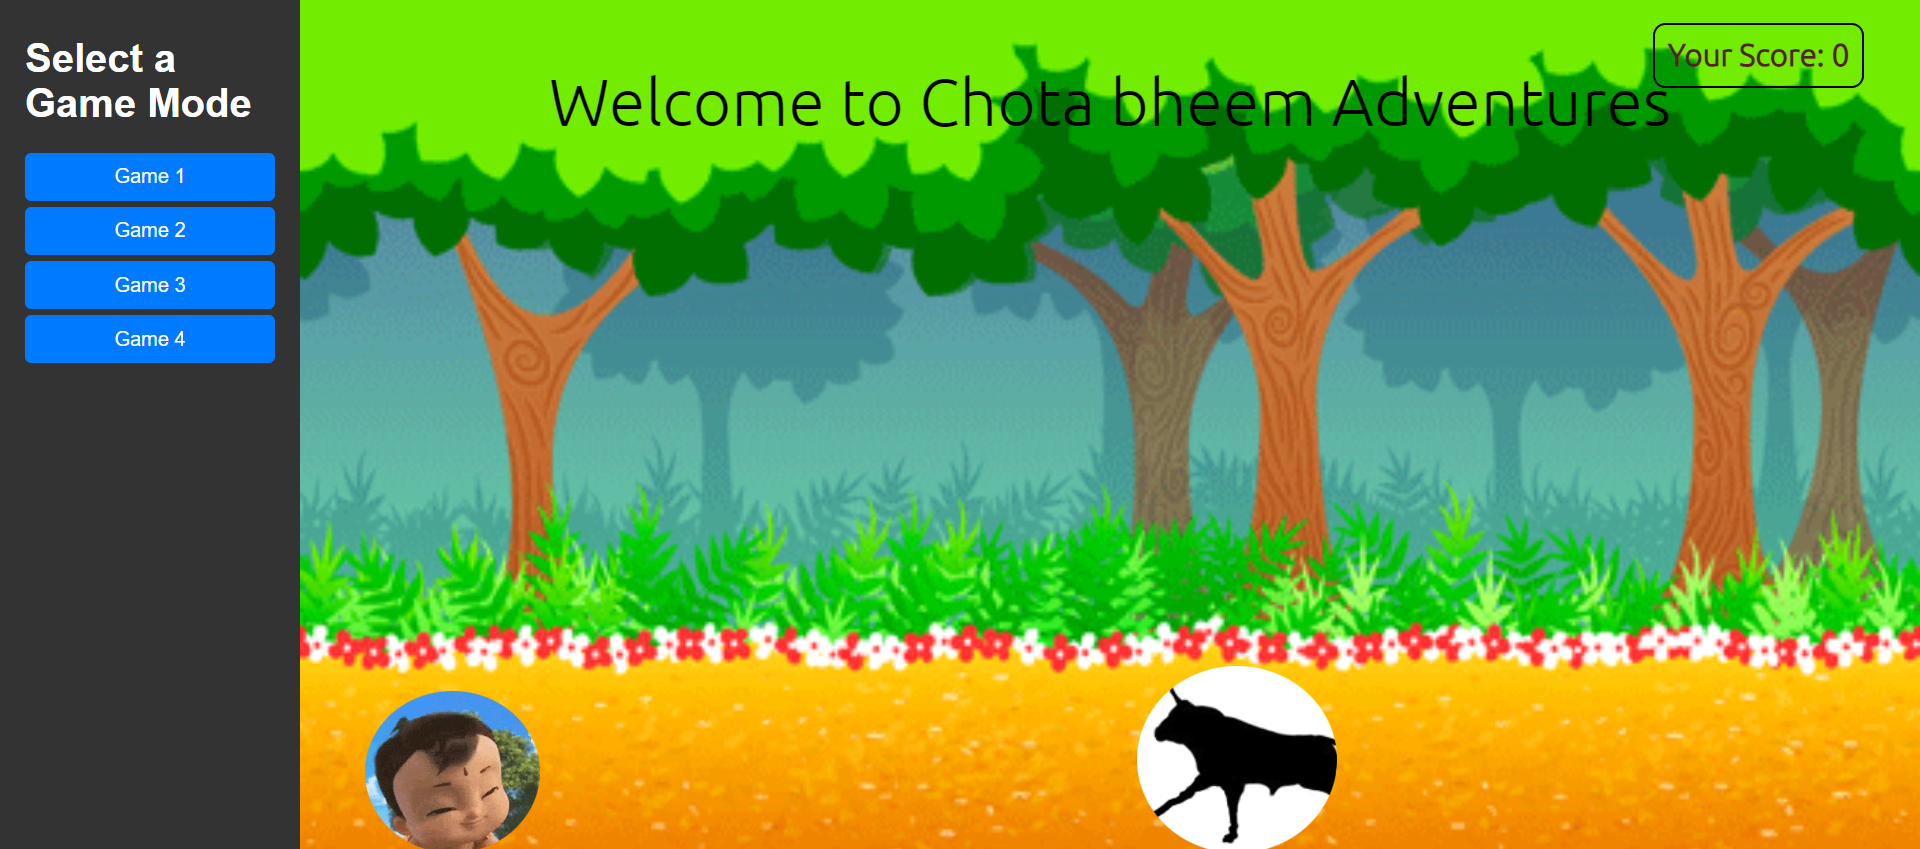 Select a
Game Mode
Game 1
Game 2
Game 3
Game 4
Your Score: 0
Welcome to Chota bheem Adventures